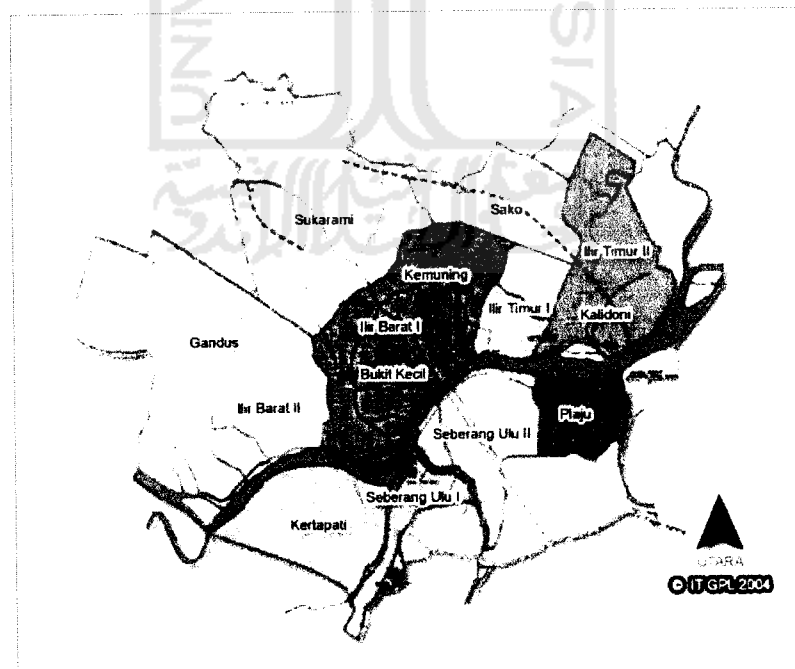 SIA
Sukarami
Sako
Kemuning
Ilir Timur II
Ilir Barat I
Ilir Timur I
Kalidoni
Gandus
Bukit Kecil
Ilir Barat II
Seberang Ulu II
Plaju
Seberang Ulu I
Kertapati
UTARA
© IT GPL 2004